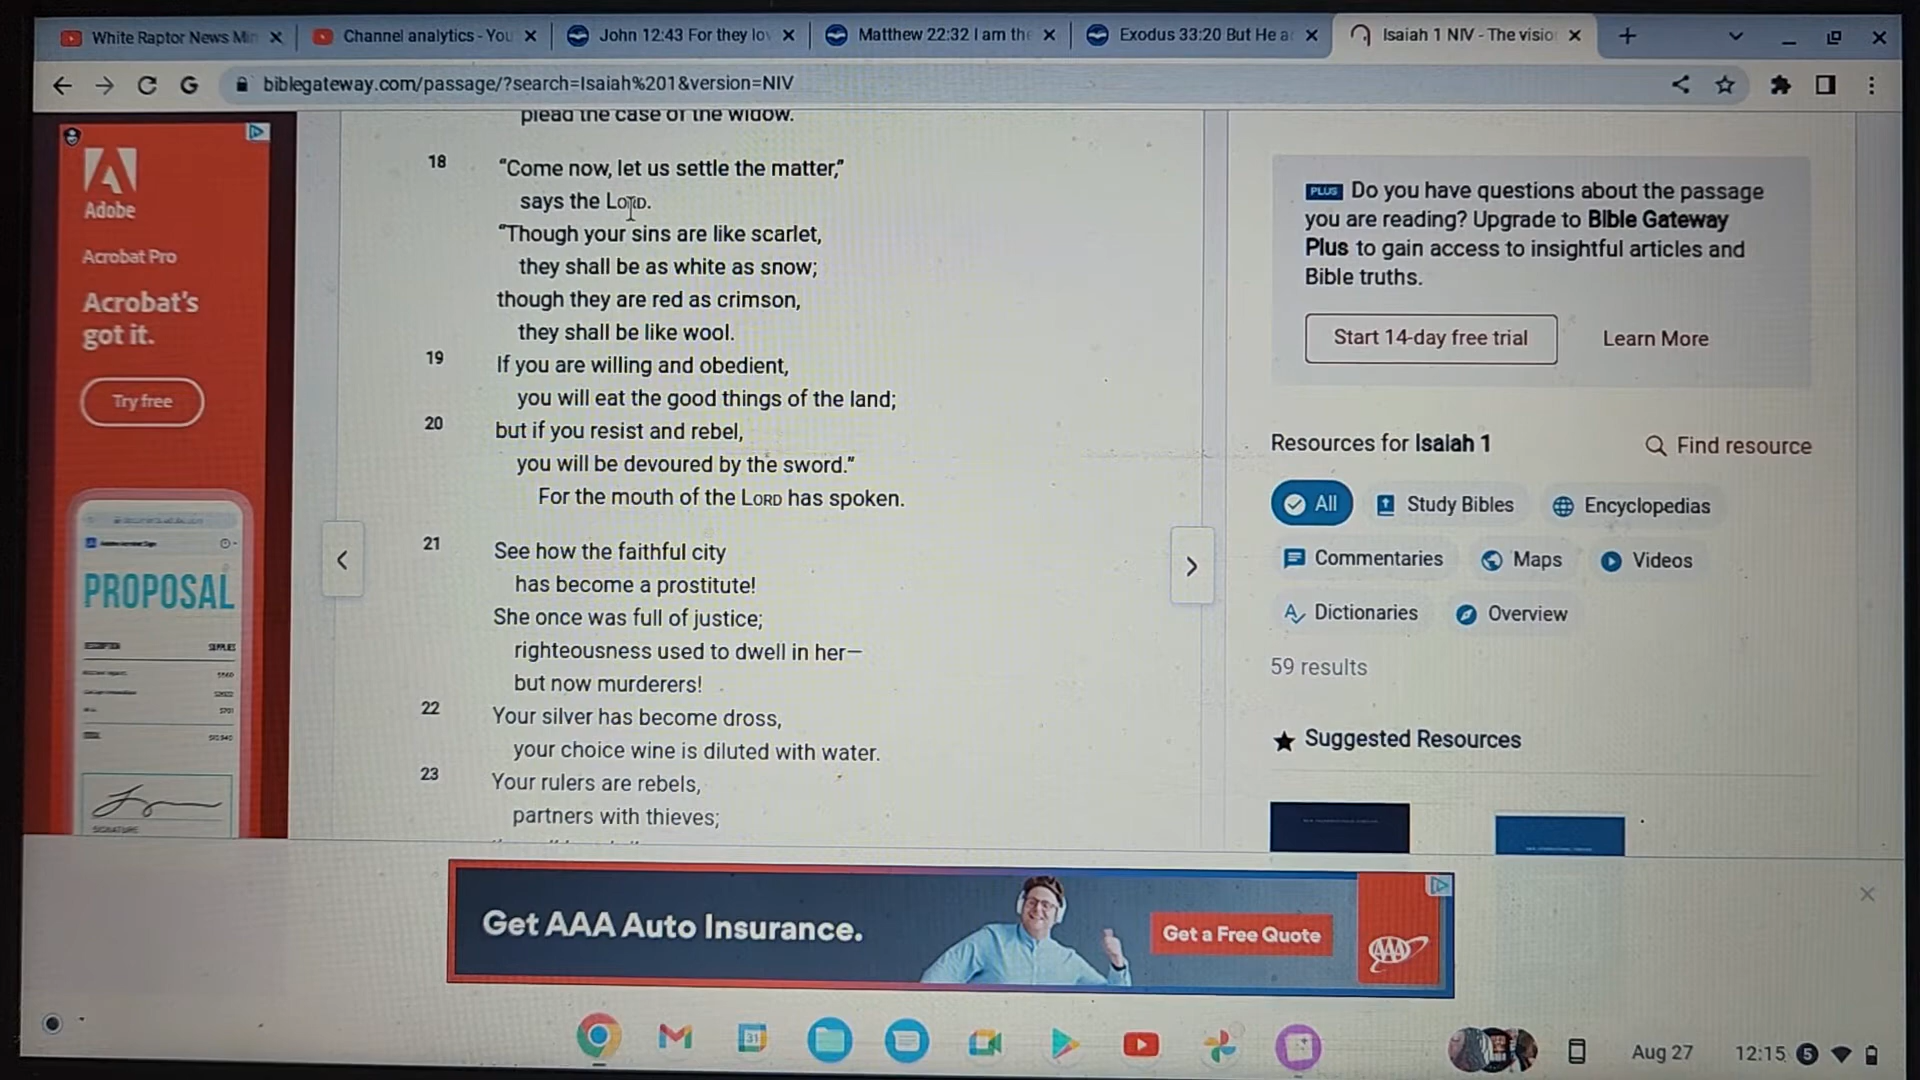 White Raptor News Min
Channel analytics - You
John 12:43 For they lov
Matthew 22:32 I am the
Exodus 33:20 But He a
Isaiah 1 NIV - The visio
biblegateway.com/passage/?search=Isaiah%201&version=NIV
plead the case of the widow.
18 “Come now, let us settle the matter,”
says the LORD.
“Though your sins are like scarlet,
they shall be as white as snow;
though they are red as crimson,
they shall be like wool.
19 If you are willing and obedient,
you will eat the good things of the land;
20 but if you resist and rebel,
you will be devoured by the sword.”
For the mouth of the LORD has spoken.
21 See how the faithful city
has become a prostitute!
She once was full of justice;
righteousness used to dwell in her—
but now murderers!
22 Your silver has become dross,
your choice wine is diluted with water.
23 Your rulers are rebels,
partners with thieves;
Adobe
Acrobat Pro
Acrobat's
got it.
Try free
PROPOSAL
SIGNATURE
PLUS Do you have questions about the passage
you are reading? Upgrade to Bible Gateway
Plus to gain access to insightful articles and
Bible truths.
Start 14-day free trial
Learn More
Resources for Isaiah 1
Find resource
All
Study Bibles
Encyclopedias
Commentaries
Maps
Videos
Dictionaries
Overview
59 results
Suggested Resources
Get AAA Auto Insurance.
Get a Free Quote
AAA
31
Aug 27
12:15
5